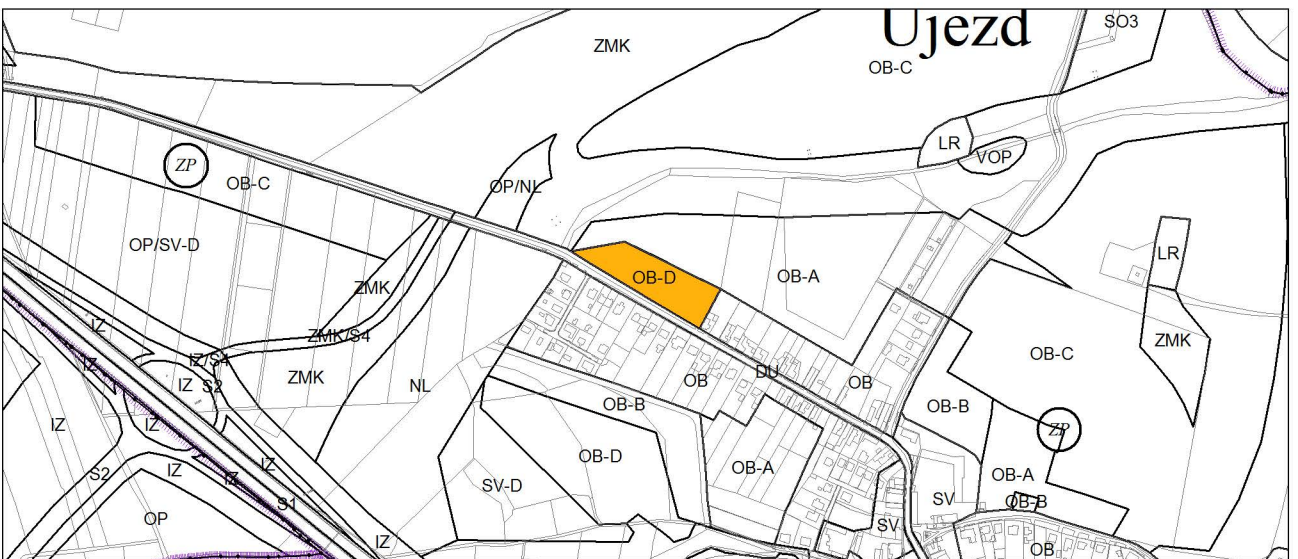 Újezd
SO3
ZMK
OB-C
LR
VOP
ZP
OB-C
OP/NL
OP/SV-D
OB-D
OB-A
LR
ZMK
IZ
ZMK/S4
OB-C
ZMK
IZ
IZ/S4
IZ
S2
ZMK
NL
OB
DU
OB
OB-B
OB-B
IZ
IZ
ZP
OB-D
OB-A
OB-A
S2
IZ
IZ
IZ
SV-D
S1
SV
SV
OB-B
OP
IZ
OB